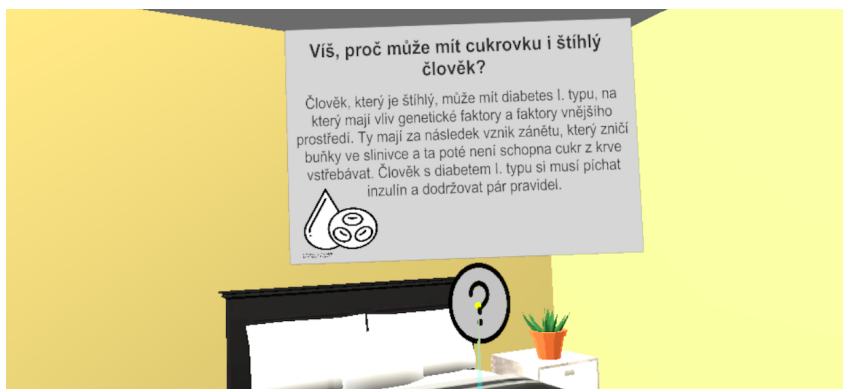 Víš, proč může mít cukrovku i štíhlý
člověk?
Člověk, který je štíhlý, může mít diabetes I. typu, na
který mají vliv genetické faktory a faktory vnějšího
prostředí. Ty mají za následek vznik zánětu, který zničí
buňky ve slinivce a ta poté není schopna cukr z krve
vstřebávat. Člověk s diabetem I. typu si musí píchat
inzulín a dodržovat pár pravidel.
?